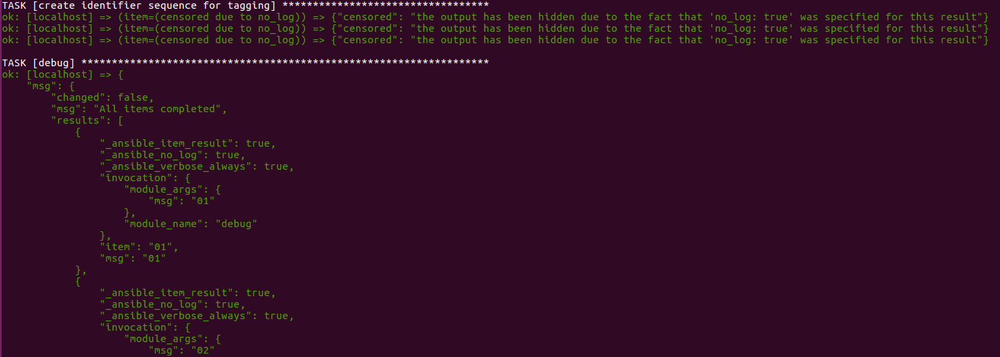 TASK [create identifier sequence for tagging] **********************************
ok: [localhost] => (item=(censored due to no_log)) => {"censored": "the output has been hidden due to the fact that 'no_log: true' was specified for this result"}
ok: [localhost] => (item=(censored due to no_log)) => {"censored": "the output has been hidden due to the fact that 'no_log: true' was specified for this result"}
ok: [localhost] => (item=(censored due to no_log)) => {"censored": "the output has been hidden due to the fact that 'no_log: true' was specified for this result"}

TASK [debug] *******************************************************************
ok: [localhost] => {
    "msg": {
        "changed": false,
        "msg": "All items completed",
        "results": [
            {
                "_ansible_item_result": true,
                "_ansible_no_log": true,
                "_ansible_verbose_always": true,
                "invocation": {
                    "module_args": {
                        "msg": "01"
                    },
                    "module_name": "debug"
                },
                "item": "01",
                "msg": "01"
            },
            {
                "_ansible_item_result": true,
                "_ansible_no_log": true,
                "_ansible_verbose_always": true,
                "invocation": {
                    "module_args": {
                        "msg": "02"